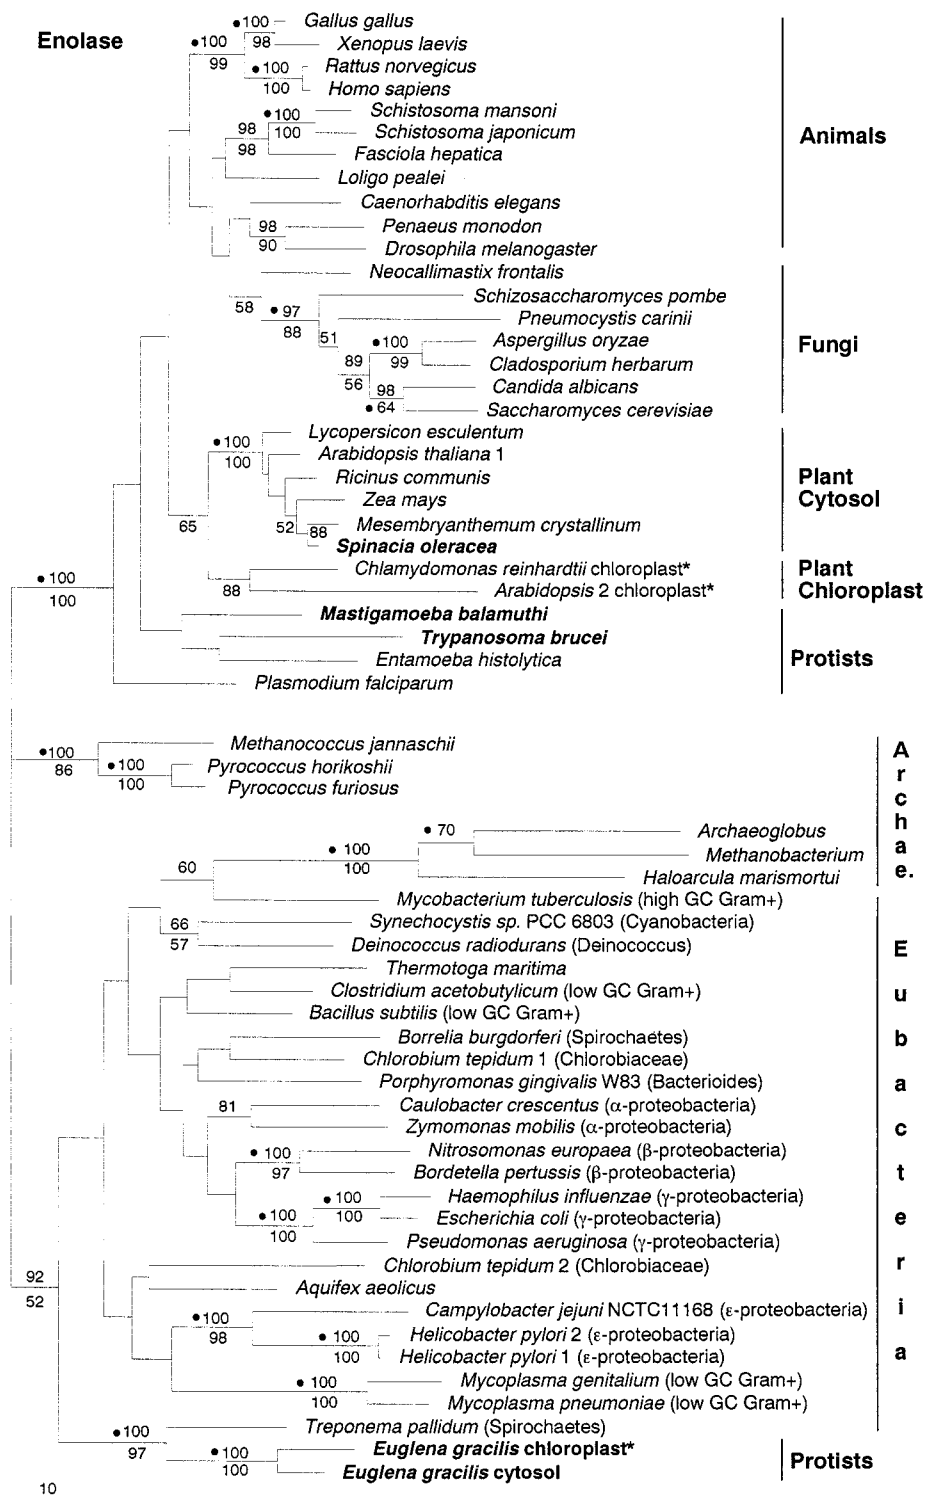 Enolase
●100 Gallus gallus
●100 98 Xenopus laevis
99 ●100 Rattus norvegicus
100 Homo sapiens
●100 Schistosoma mansoni
98 100 Schistosoma japonicum
98 Fasciola hepatica
Animals
Loligo pealei
Caenorhabditis elegans
98 Penaeus monodon
90 Drosophila melanogaster
Neocallimastix frontalis
58 ●97 Schizosaccharomyces pombe
88 51 Pneumocystis carinii
●100 Aspergillus oryzae
Fungi
89 99 Cladosporium herbarum
56 98 Candida albicans
●64 Saccharomyces cerevisiae
●100 Lycopersicon esculentum
100 Arabidopsis thaliana 1
Ricinus communis
Plant
Cytosol
Zea mays
65 52 88 Mesembryanthemum crystallinum
Spinacia oleracea
●100 Chlamydomonas reinhardtii chloroplast*
100 88 Arabidopsis 2 chloroplast*
Plant
Chloroplast
Mastigamoeba balamuthi
Trypanosoma brucei
Entamoeba histolytica
Protists
Plasmodium falciparum
●100 Methanococcus jannaschii
86 ●100 Pyrococcus horikoshii
100 Pyrococcus furiosus
●70 Archaeoglobus
●100 Methanobacterium
60 100 Haloarcula marismortui
Archae.
Mycobacterium tuberculosis (high GC Gram+)
66 Synechocystis sp. PCC 6803 (Cyanobacteria)
57 Deinococcus radiodurans (Deinococcus)
Thermotoga maritima
Clostridium acetobutylicum (low GC Gram+)
Bacillus subtilis (low GC Gram+)
Borrelia burgdorferi (Spirochaetes)
Chlorobium tepidum 1 (Chlorobiaceae)
Porphyromonas gingivalis W83 (Bacterioides)
81 Caulobacter crescentus (α-proteobacteria)
Zymomonas mobilis (α-proteobacteria)
●100 Nitrosomonas europaea (β-proteobacteria)
97 Bordetella pertussis (β-proteobacteria)
●100 Haemophilus influenzae (γ-proteobacteria)
●100 100 Escherichia coli (γ-proteobacteria)
100 Pseudomonas aeruginosa (γ-proteobacteria)
Chlorobium tepidum 2 (Chlorobiaceae)
92 Aquifex aeolicus
52 ●100 Campylobacter jejuni NCTC11168 (ε-proteobacteria)
98 ●100 Helicobacter pylori 2 (ε-proteobacteria)
100 Helicobacter pylori 1 (ε-proteobacteria)
●100 Mycoplasma genitalium (low GC Gram+)
100 Mycoplasma pneumoniae (low GC Gram+)
Eubacteria
●100 Treponema pallidum (Spirochaetes)
97 ●100 Euglena gracilis chloroplast*
100 Euglena gracilis cytosol
Protists
10